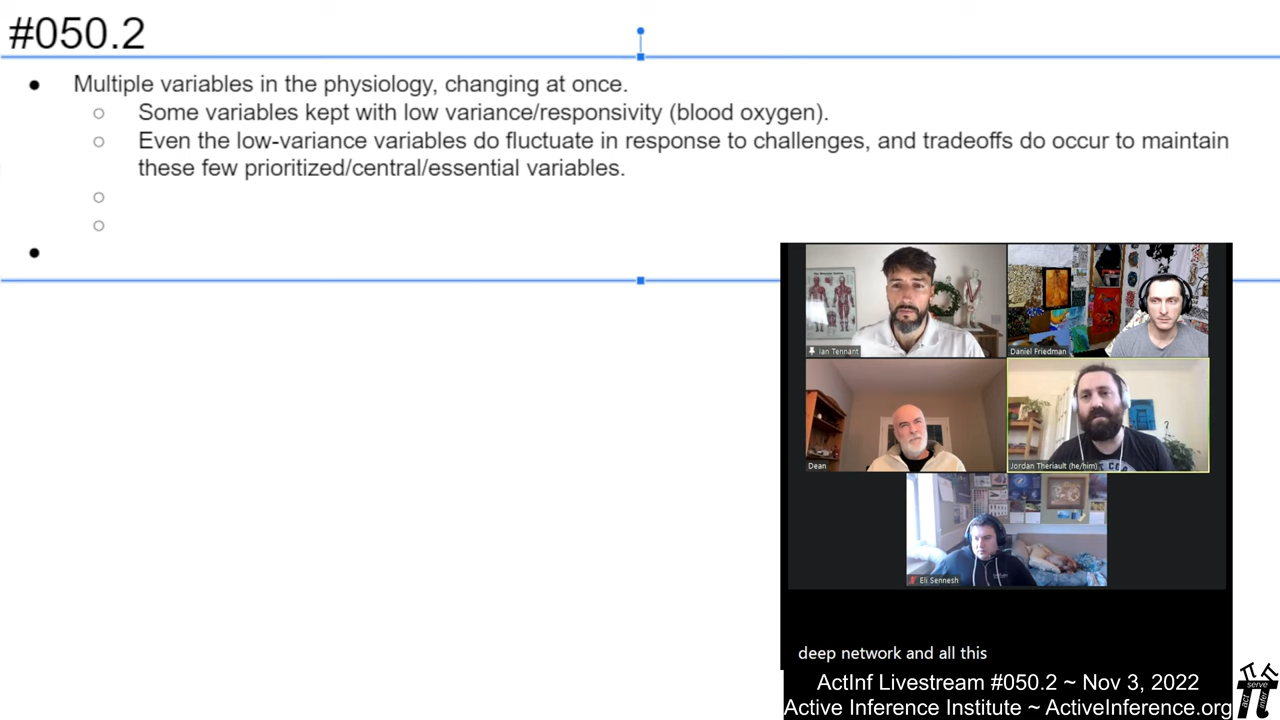 #050.2
● Multiple variables in the physiology, changing at once.
○ Some variables kept with low variance/responsivity (blood oxygen).
○ Even the low-variance variables do fluctuate in response to challenges, and tradeoffs do occur to maintain
these few prioritized/central/essential variables.
○
○
●
Ian Tennant
Daniel Friedman
Dean
Jordan Theriault (he/him)
Eli Sennesh
deep network and all this
ActInf Livestream #050.2 ~ Nov 3, 2022
Active Inference Institute ~ ActiveInference.org
serve